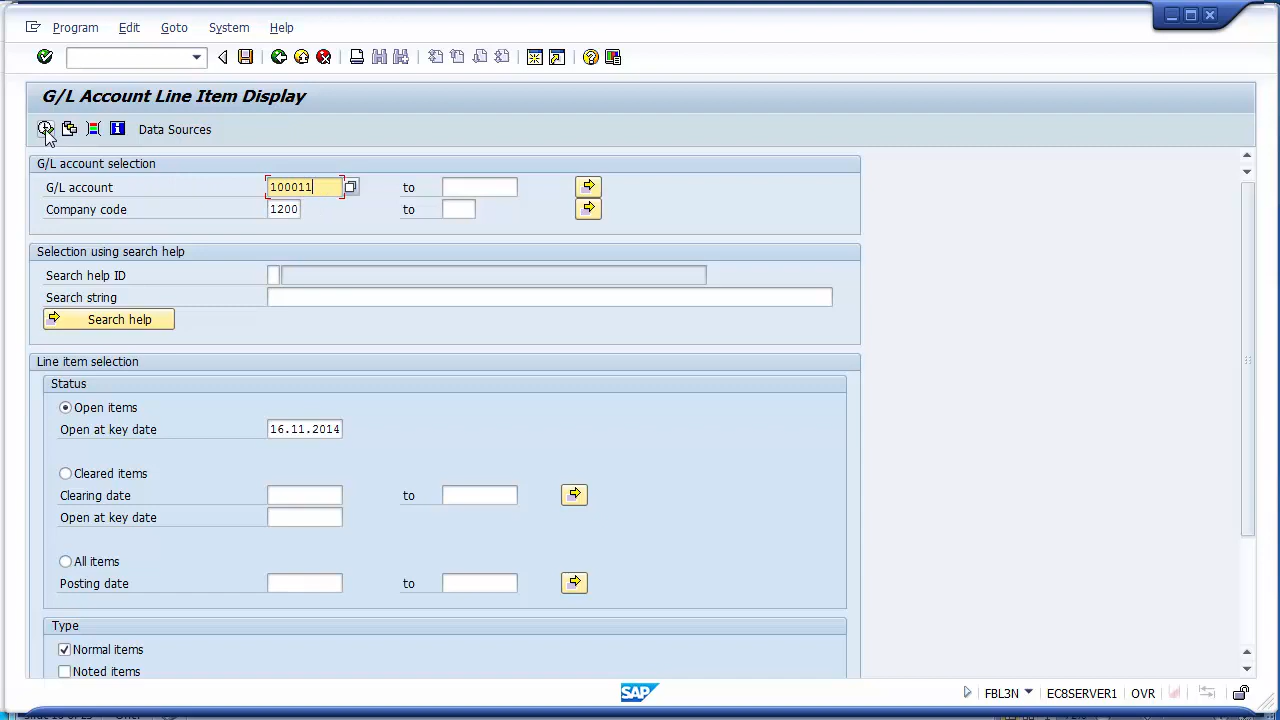 Program Edit Goto System Help
G/L Account Line Item Display
Data Sources
G/L account selection
G/L account 100011 to
Company code 1200 to
Selection using search help
Search help ID
Search string
Search help
Line item selection
Status
Open items
Open at key date 16.11.2014
Cleared items
Clearing date to
Open at key date
All items
Posting date to
Type
Normal items
Noted items
SAP FBL3N EC8SERVER1 OVR